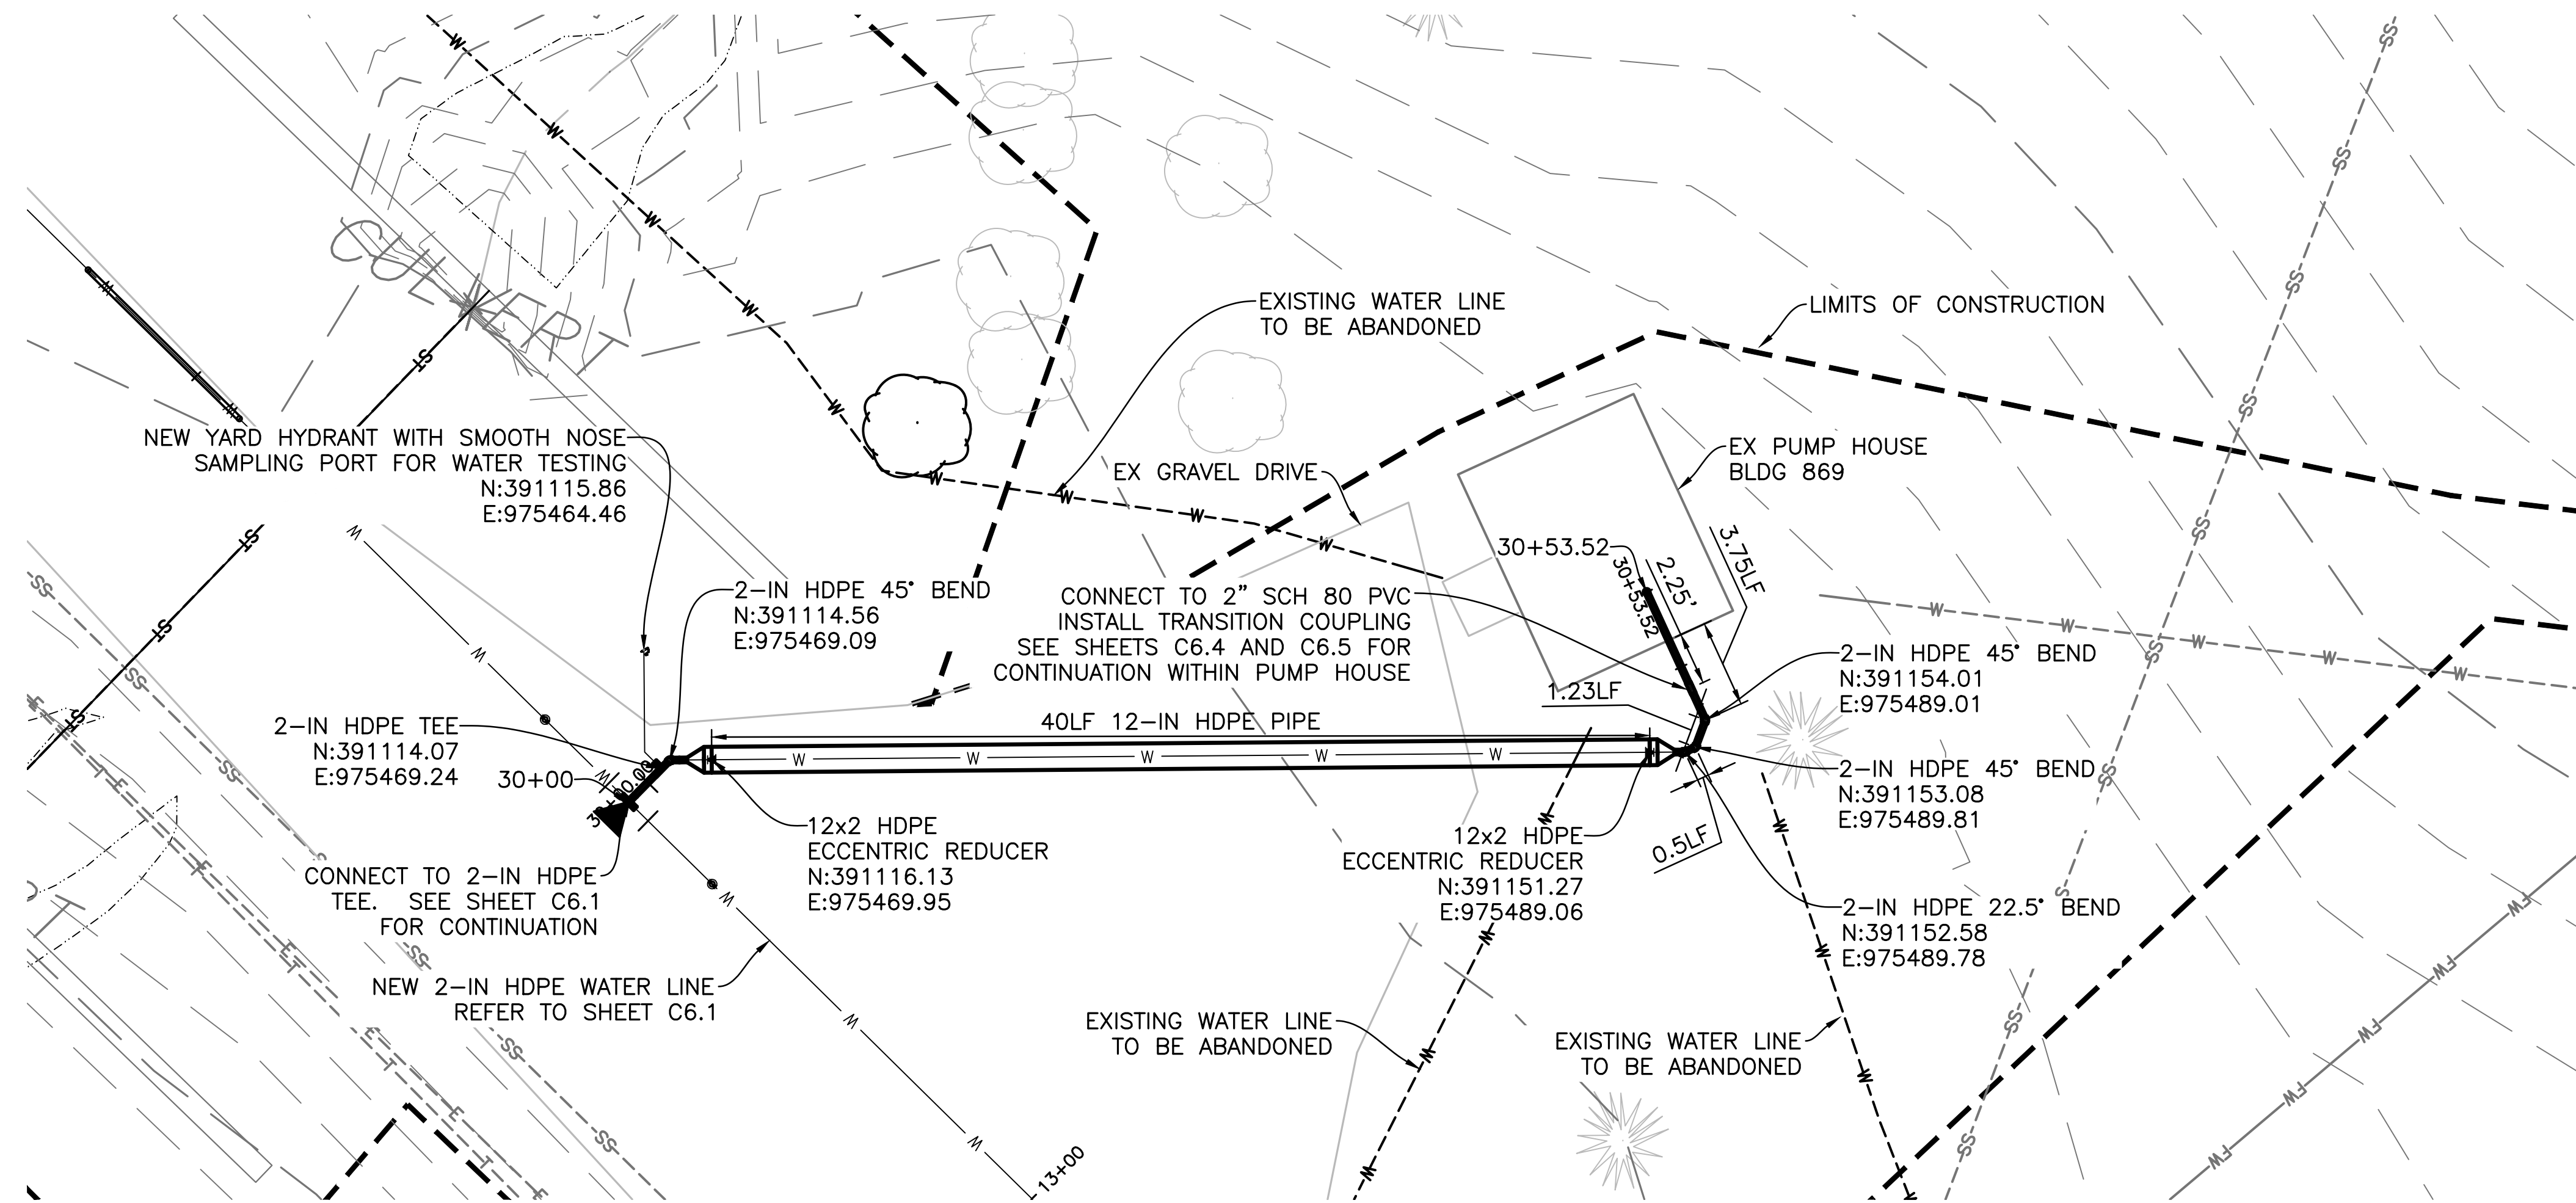 CULVERT
EXISTING WATER LINE
TO BE ABANDONED
LIMITS OF CONSTRUCTION
NEW YARD HYDRANT WITH SMOOTH NOSE
SAMPLING PORT FOR WATER TESTING
N:391115.86
E:975464.46
EX GRAVEL DRIVE
EX PUMP HOUSE
BLDG 869
30+53.52
30+53.52
2.25'
3.75LF
2-IN HDPE 45° BEND
N:391114.56
E:975469.09
CONNECT TO 2” SCH 80 PVC
INSTALL TRANSITION COUPLING
SEE SHEETS C6.4 AND C6.5 FOR
CONTINUATION WITHIN PUMP HOUSE
2-IN HDPE 45° BEND
N:391154.01
E:975489.01
1.23LF
40LF 12-IN HDPE PIPE
2-IN HDPE TEE
N:391114.07
E:975469.24
30+00
W W W W W
2-IN HDPE 45° BEND
N:391153.08
E:975489.81
12x2 HDPE
ECCENTRIC REDUCER
N:391116.13
E:975469.95
12x2 HDPE
ECCENTRIC REDUCER
N:391151.27
E:975489.06
0.5LF
CONNECT TO 2-IN HDPE
TEE. SEE SHEET C6.1
FOR CONTINUATION
2-IN HDPE 22.5° BEND
N:391152.58
E:975489.78
NEW 2-IN HDPE WATER LINE
REFER TO SHEET C6.1
EXISTING WATER LINE
TO BE ABANDONED
EXISTING WATER LINE
TO BE ABANDONED
13+00